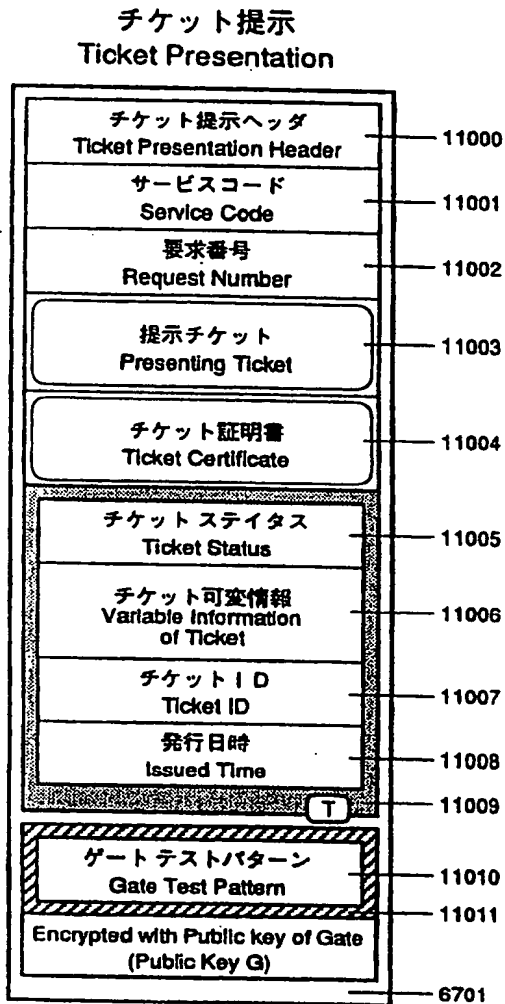 チケット提示
Ticket Presentation
チケット提示ヘッダ
Ticket Presentation Header
11000
サービスコード
Service Code
11001
要求番号
Request Number
11002
提示チケット
Presenting Ticket
11003
チケット証明書
Ticket Certificate
11004
チケット ステイタス
Ticket Status
11005
チケット可変情報
Variable Information
of Ticket
11006
チケットID
Ticket ID
11007
発行日時
Issued Time
11008
T
11009
ゲート テストパターン
Gate Test Pattern
11010
11011
Encrypted with Public key of Gate
(Public Key G)
6701